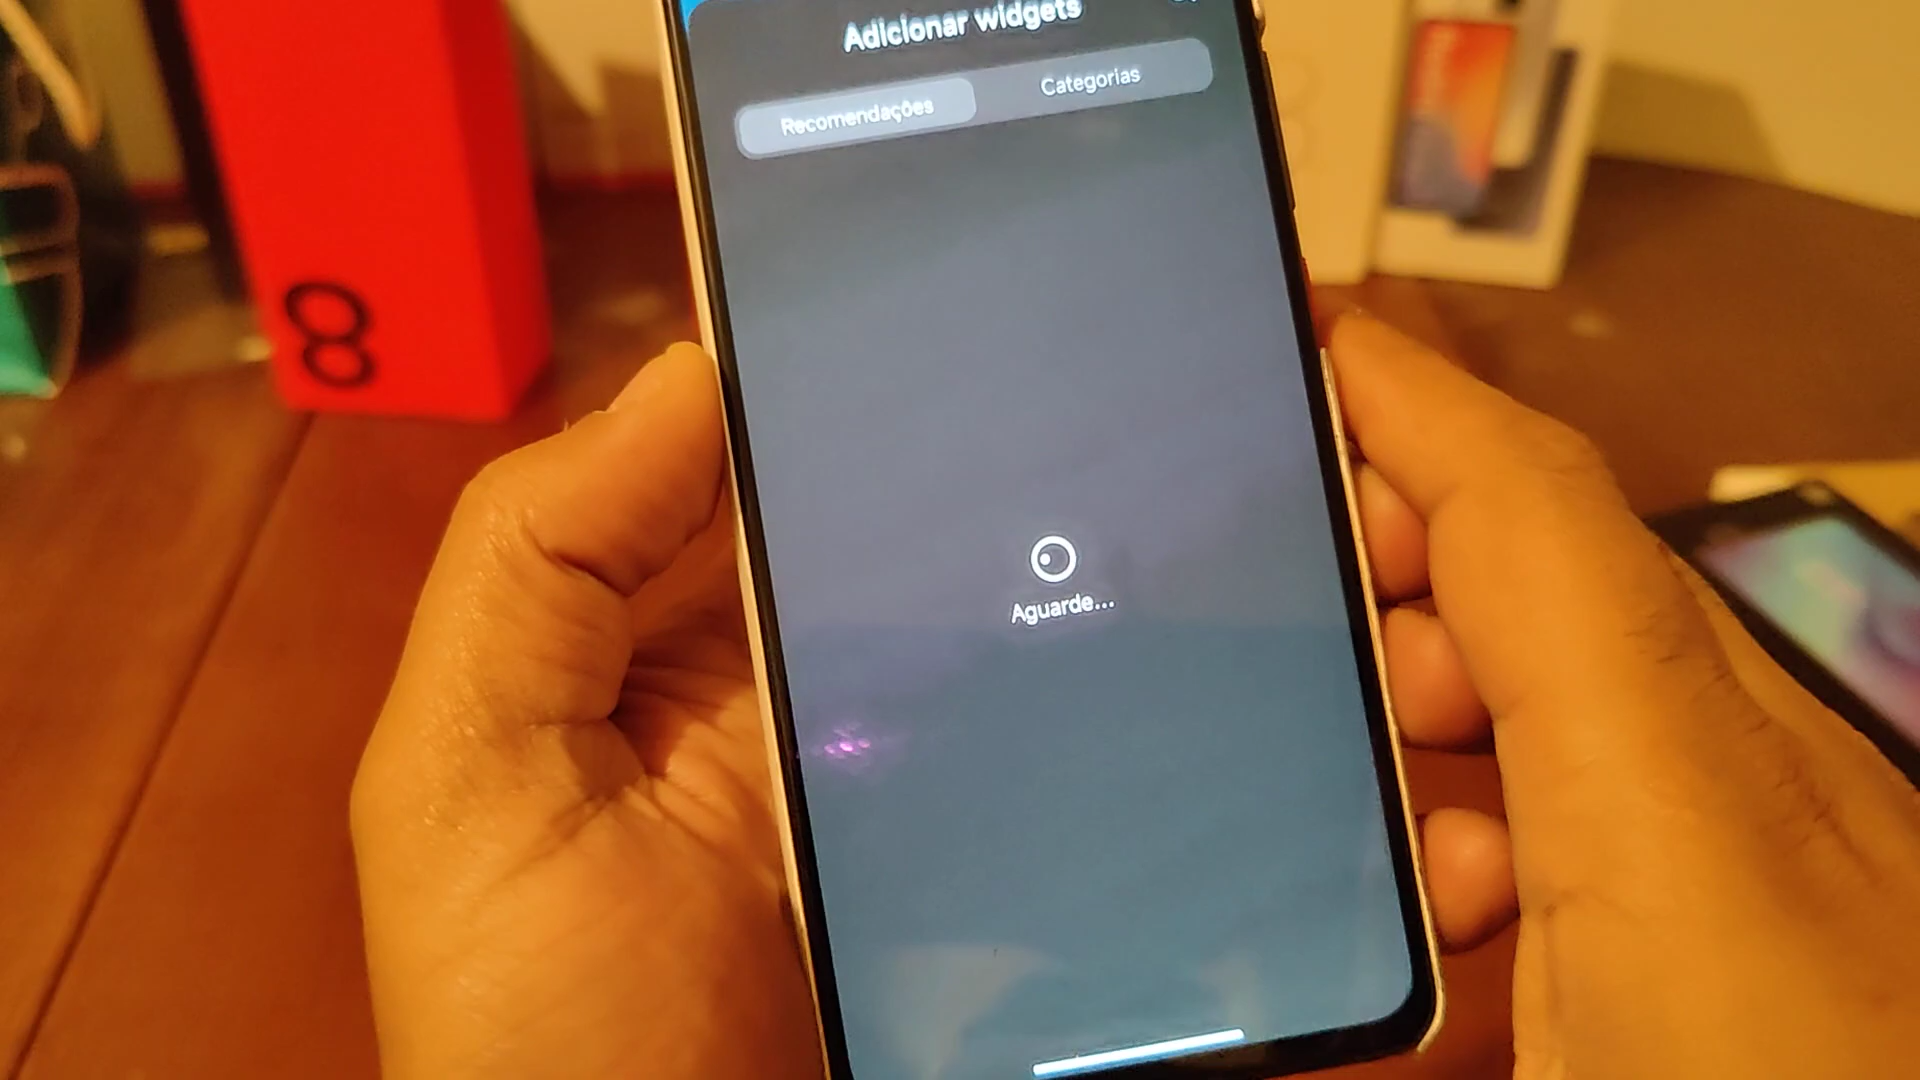 Adicionar widgets
Recomendações
Categorias
Aguarde...
8